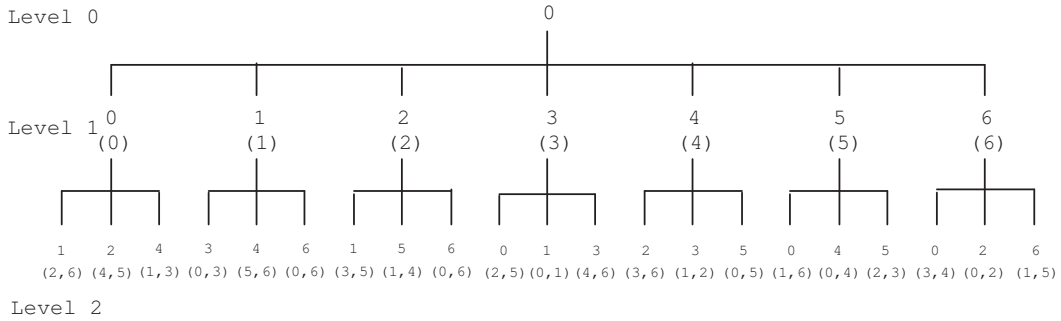 Level 0 0
0 1 2 3 4 5 6
Level 1
(0) (1) (2) (3) (4) (5) (6)
1 2 4 3 4 6 1 5 6 0 1 3 2 3 5 0 4 5 0 2 6
(2,6) (4,5) (1,3) (0,3) (5,6) (0,6) (3,5) (1,4) (0,6) (2,5) (0,1) (4,6) (3,6) (1,2) (0,5) (1,6) (0,4) (2,3) (3,4) (0,2) (1,5)
Level 2